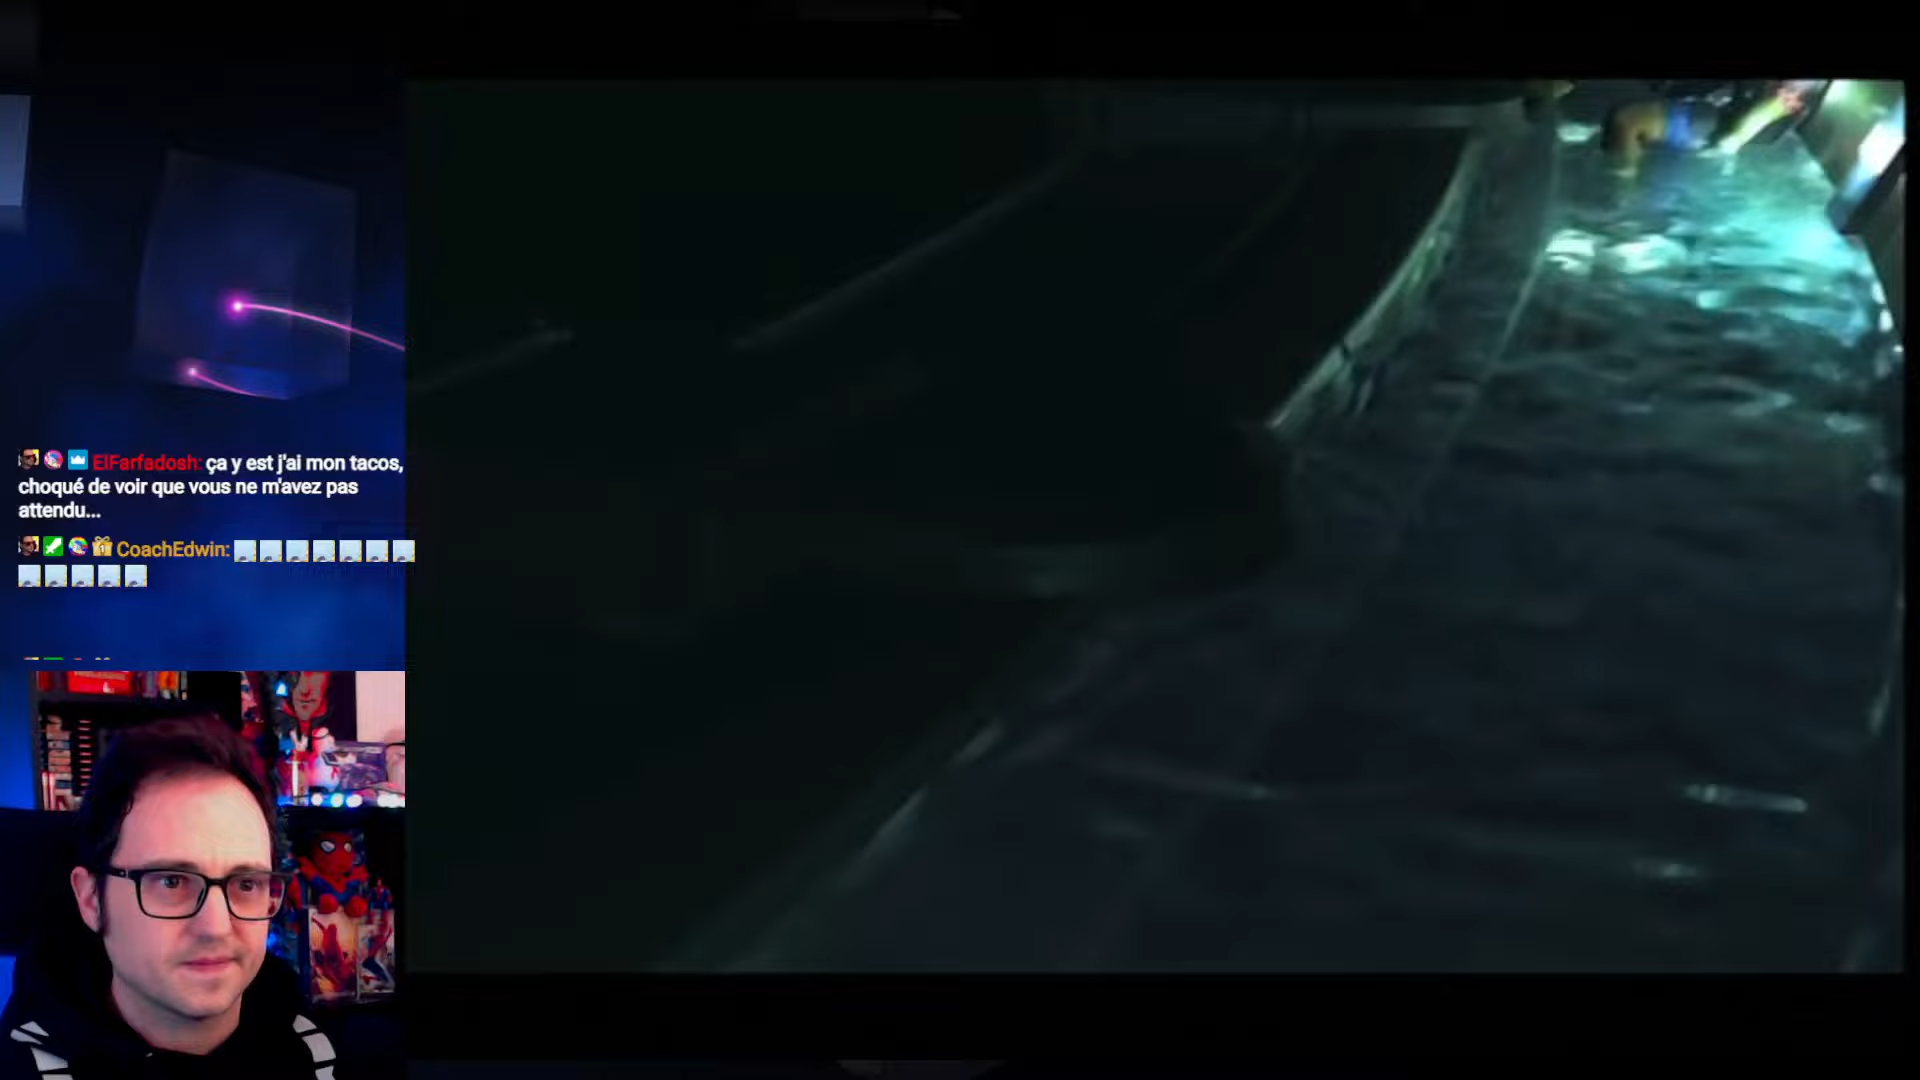 ElFarfadosh: ça y est j'ai mon tacos,
choqué de voir que vous ne m'avez pas
attendu...
CoachEdwin: